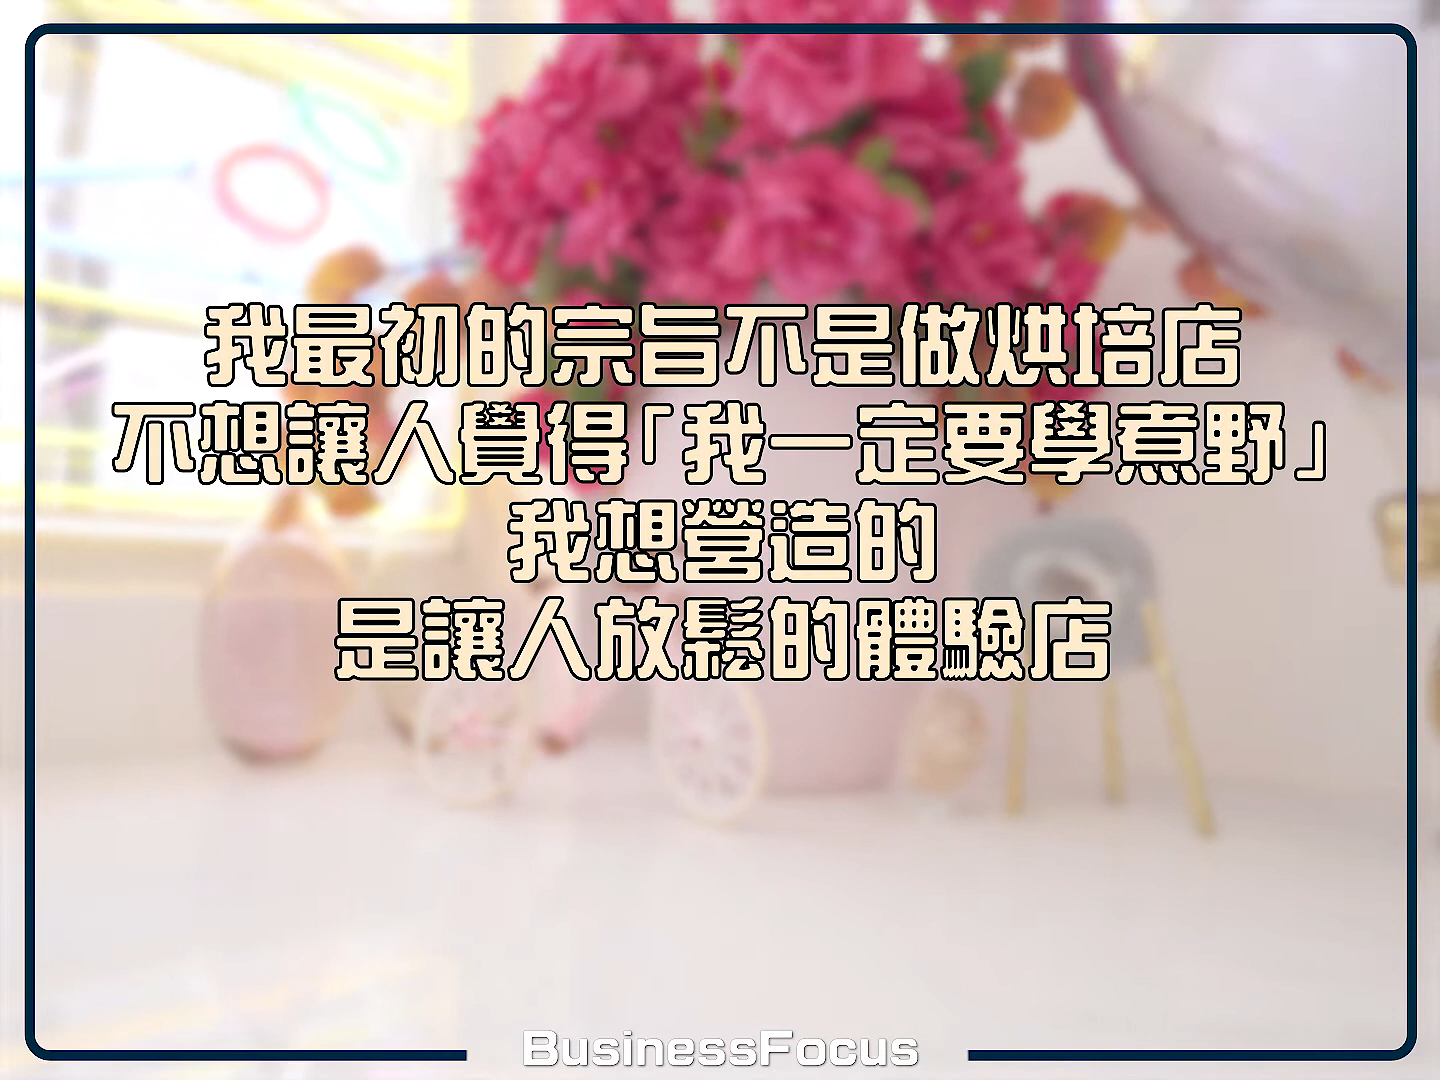 我最初的宗旨不是做烘培店
不想讓人覺得「我一定要學煮野」
我想營造的
是讓人放鬆的體驗店
BusinessFocus